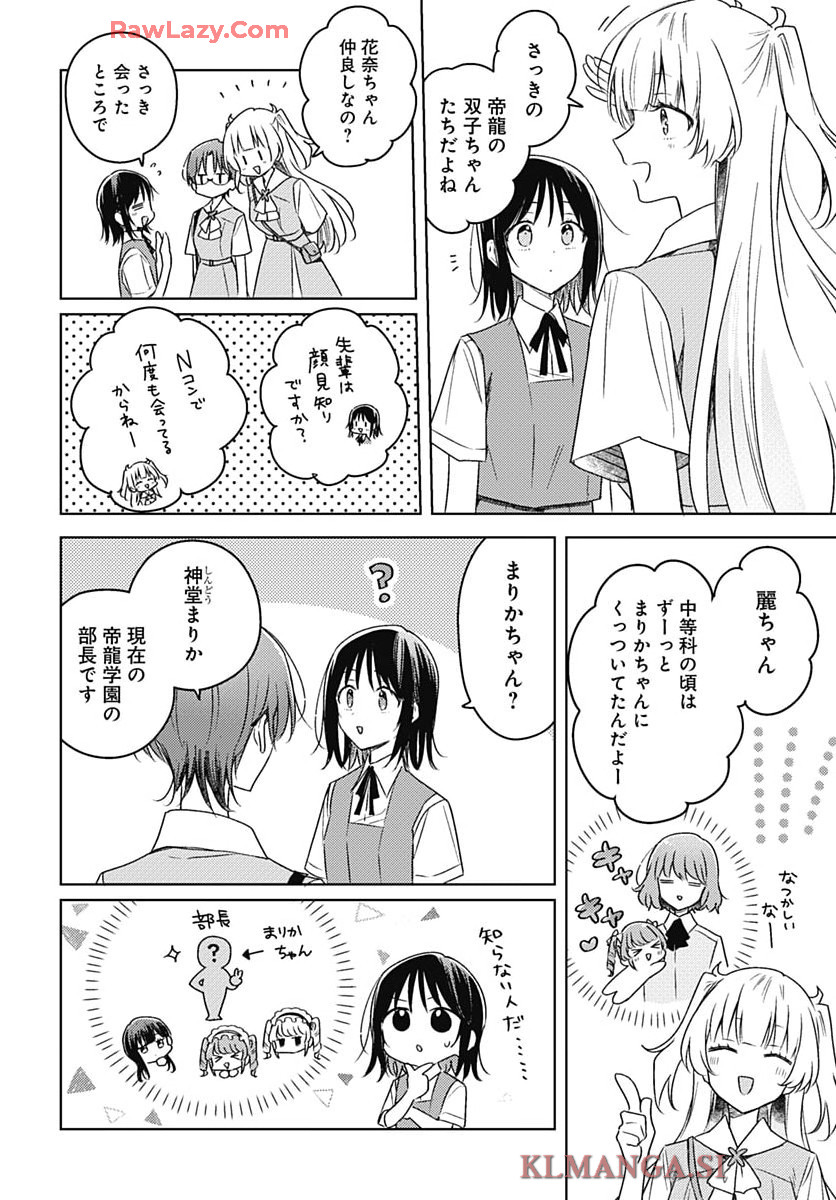 RawLazy.Com
さっきの
帝龍の
双子ちゃん
たちだよね
花奈ちゃん
仲良しなの?
さっき
会った
ところで
先輩は
顔見知り
ですか?
Nコンで
何度も会ってる
からねー
麗ちゃん
中等科の頃は
ずーっと
まりかちゃんに
くっついてたんだよー
なつかしい
なー
キャ
キャ
まりかちゃん?
?
神堂まりか
しんどう
現在の
帝龍学園の
部長です
知らない人だ……
部長
?
まりか
ちゃん
KLMANGA.SI